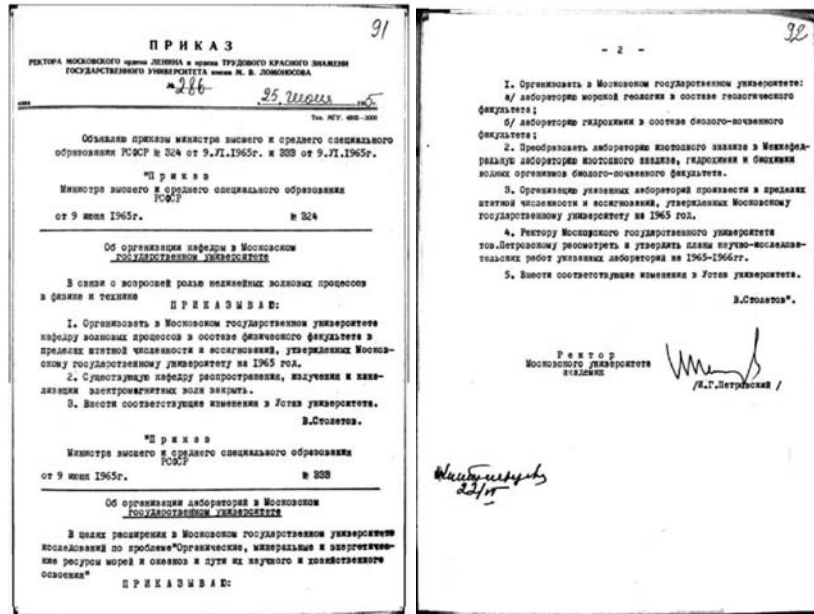 91
ПРИКАЗ
РЕКТОРА МОСКОВСКОГО ордена ЛЕНИНА и ордена ТРУДОВОГО КРАСНОГО ЗНАМЕНИ
ГОСУДАРСТВЕННОГО УНИВЕРСИТЕТА имени М. В. ЛОМОНОСОВА
№ 286
25 июня 1965.
Тип. МГУ.
Объявляю приказы министра высшего и среднего специального
образования РСФСР № 324 от 9.VI.1965г. и 333 от 9.VI.1965г.
"П р и к а з
Министра высшего и среднего специального образования
РСФСР
от 9 июня 1965г. № 324
Об организации кафедры в Московском
государственном университете
В связи с возросшей ролью нелинейных волновых процессов
в физике и технике
П Р И К А З Ы В А Ю:
I. Организовать в Московском государственном университете
кафедру волновых процессов в составе физического факультета в
пределах штатной численности и ассигнований, утвержденных Москов-
скому государственному университету на 1965 год.
2. Существующую кафедру распространения, излучения и кана-
лизации электромагнитных волн закрыть.
3. Внести соответствующие изменения в Устав университета.
В.Столетов.
"П р и к а з
Министра высшего и среднего специального образования
РСФСР
от 9 июня 1965г. № 333
Об организации лабораторий в Московском
государственном университете
В целях расширения в Московском государственном университете
исследований по проблеме"Органические, минеральные и энергетичес-
кие ресурсы морей и океанов и пути их научного и хозяйственного
освоения"
П Р И К А З Ы В А Ю:
92
- 2 -
I. Организовать в Московском государственном университете:
а/ лабораторию морской геологии в составе геологического
факультета;
б/ лабораторию гидрохимии в составе биолого-почвенного
факультета;
2. Преобразовать лабораторию изотопного анализа в Межкафед-
ральную лабораторию изотопного анализа, гидрохимии и биохимии
водных организмов биолого-почвенного факультета.
3. Организацию указанных лабораторий произвести в пределах
штатной численности и ассигнований, утвержденных Московскому
государственному университету на 1965 год.
4. Ректору Московского государственного университета
тов.Петровскому рассмотреть и утвердить планы научно-исследова-
тельских работ указанных лабораторий на 1965-1966гг.
5. Внести соответствующие изменения в Устав университета.
В.Столетов".
Р е к т о р
Московского университета
академик
/И.Г.Петровский /
22/VI